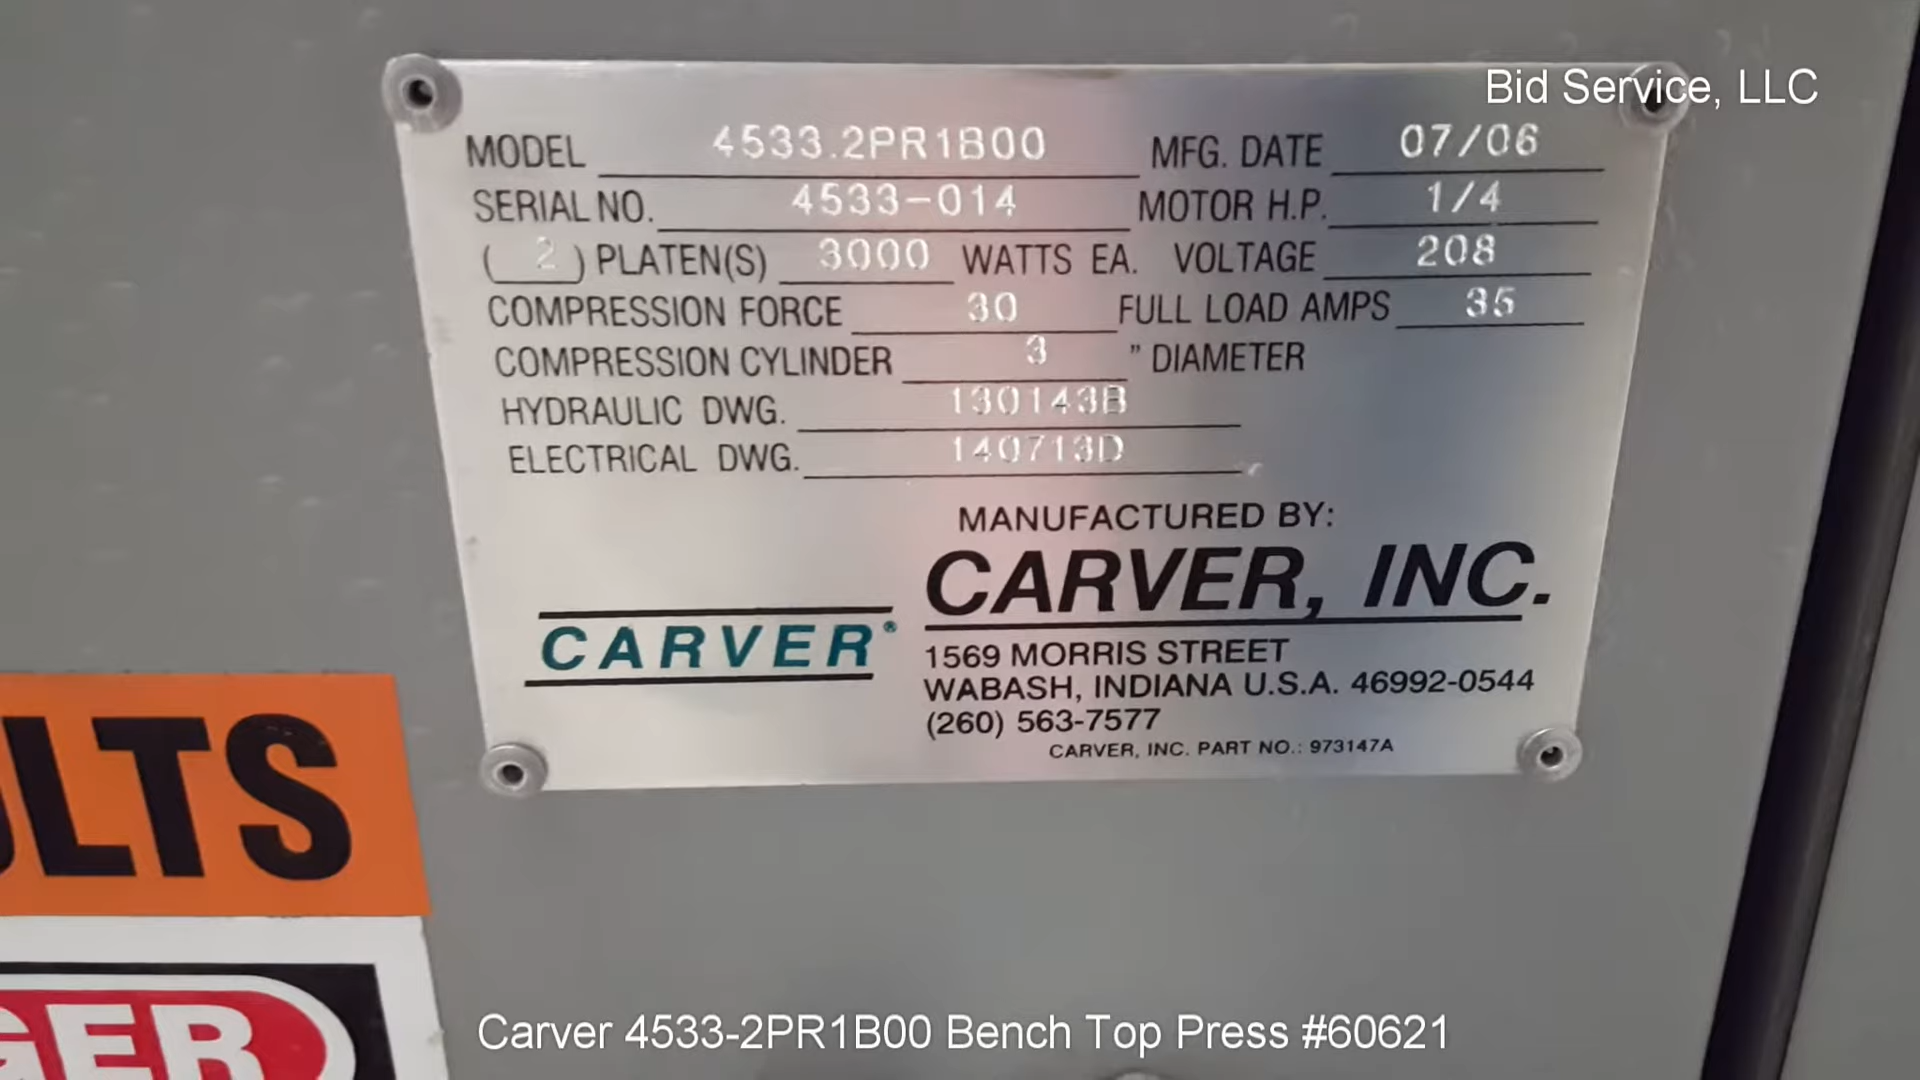 Bid Service, LLC
MODEL 4533.2PR1B00 MFG. DATE 07/06
SERIAL NO. 4533-014 MOTOR H.P. 1/4
( 2 ) PLATEN(S) 3000 WATTS EA. VOLTAGE 208
COMPRESSION FORCE 30 FULL LOAD AMPS 35
COMPRESSION CYLINDER 3 " DIAMETER
HYDRAULIC DWG. 130143B
ELECTRICAL DWG. 140713D
MANUFACTURED BY:
CARVER, INC.
CARVER®
1569 MORRIS STREET
WABASH, INDIANA U.S.A. 46992-0544
(260) 563-7577
CARVER, INC. PART NO.: 973147A
LTS
GER
Carver 4533-2PR1B00 Bench Top Press #60621